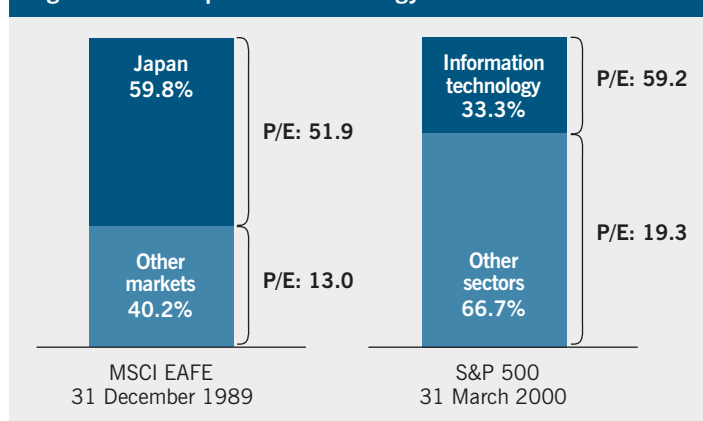 Japan
59.8%
P/E: 51.9
Other
markets
40.2%
P/E: 13.0
MSCI EAFE
31 December 1989
Information
technology
33.3%
P/E: 59.2
Other
sectors
66.7%
P/E: 19.3
S&P 500
31 March 2000